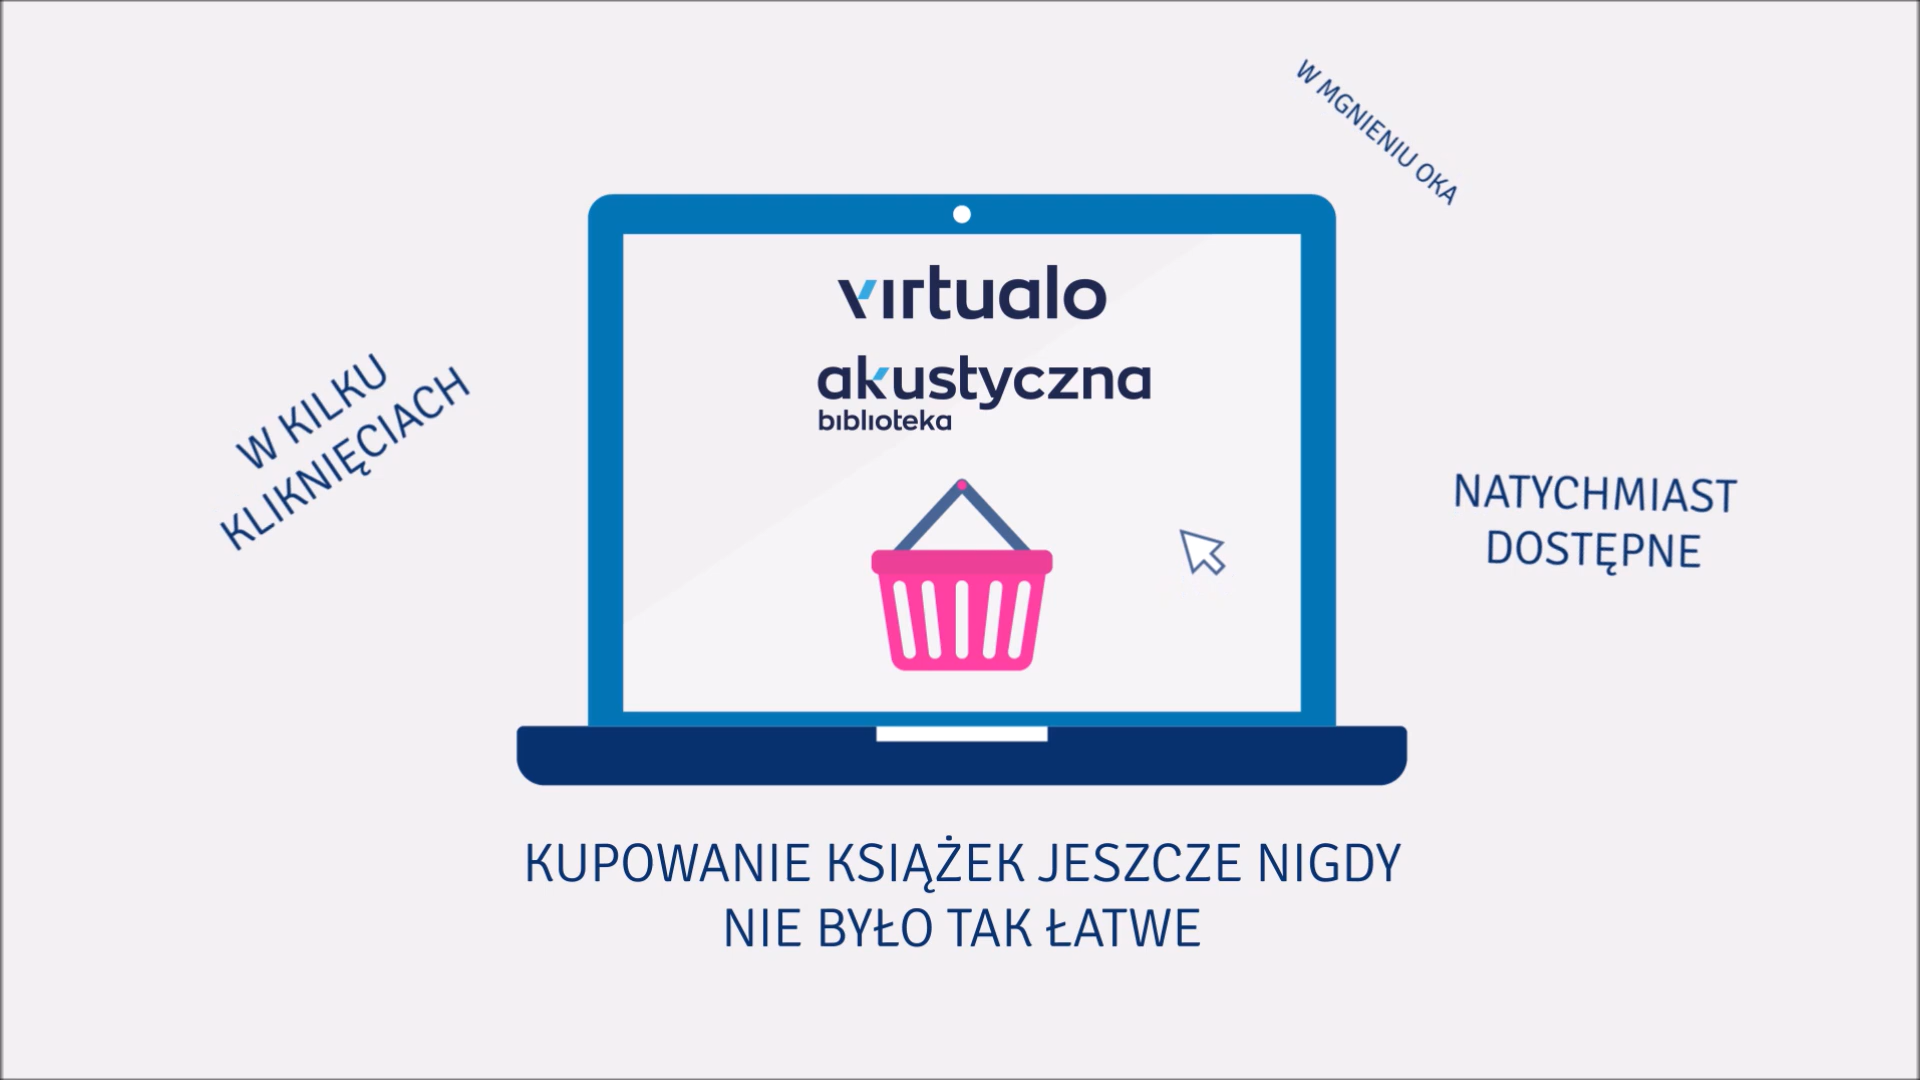 W MGNIENIU OKA
virtualo
akustyczna
biblioteka
W KILKU
KLIKNIĘCIACH
NATYCHMIAST
DOSTĘPNE
KUPOWANIE KSIĄŻEK JESZCZE NIGDY
NIE BYŁO TAK ŁATWE